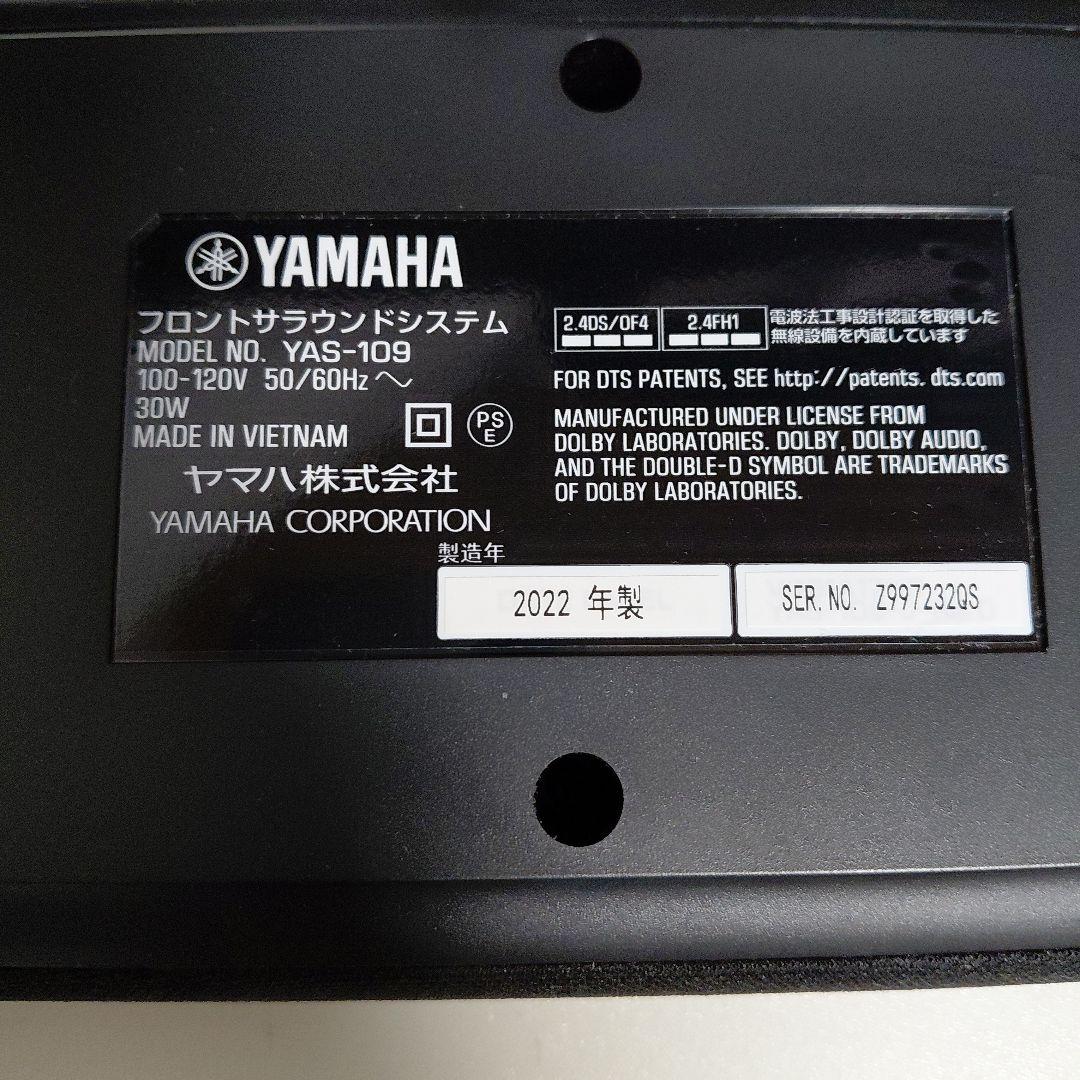 YAMAHA
フロントサラウンドシステム
MODEL NO. YAS-109
100-120V 50/60Hz ～
30W
MADE IN VIETNAM
PS
E
ヤマハ株式会社
YAMAHA CORPORATION
2.4DS/OF4
2.4FH1
電波法工事設計認証を取得した
無線設備を内蔵しています
FOR DTS PATENTS, SEE http://patents.dts.com
MANUFACTURED UNDER LICENSE FROM
DOLBY LABORATORIES. DOLBY, DOLBY AUDIO,
AND THE DOUBLE-D SYMBOL ARE TRADEMARKS
OF DOLBY LABORATORIES.
製造年
2022 年製
SER. NO. Z997232QS